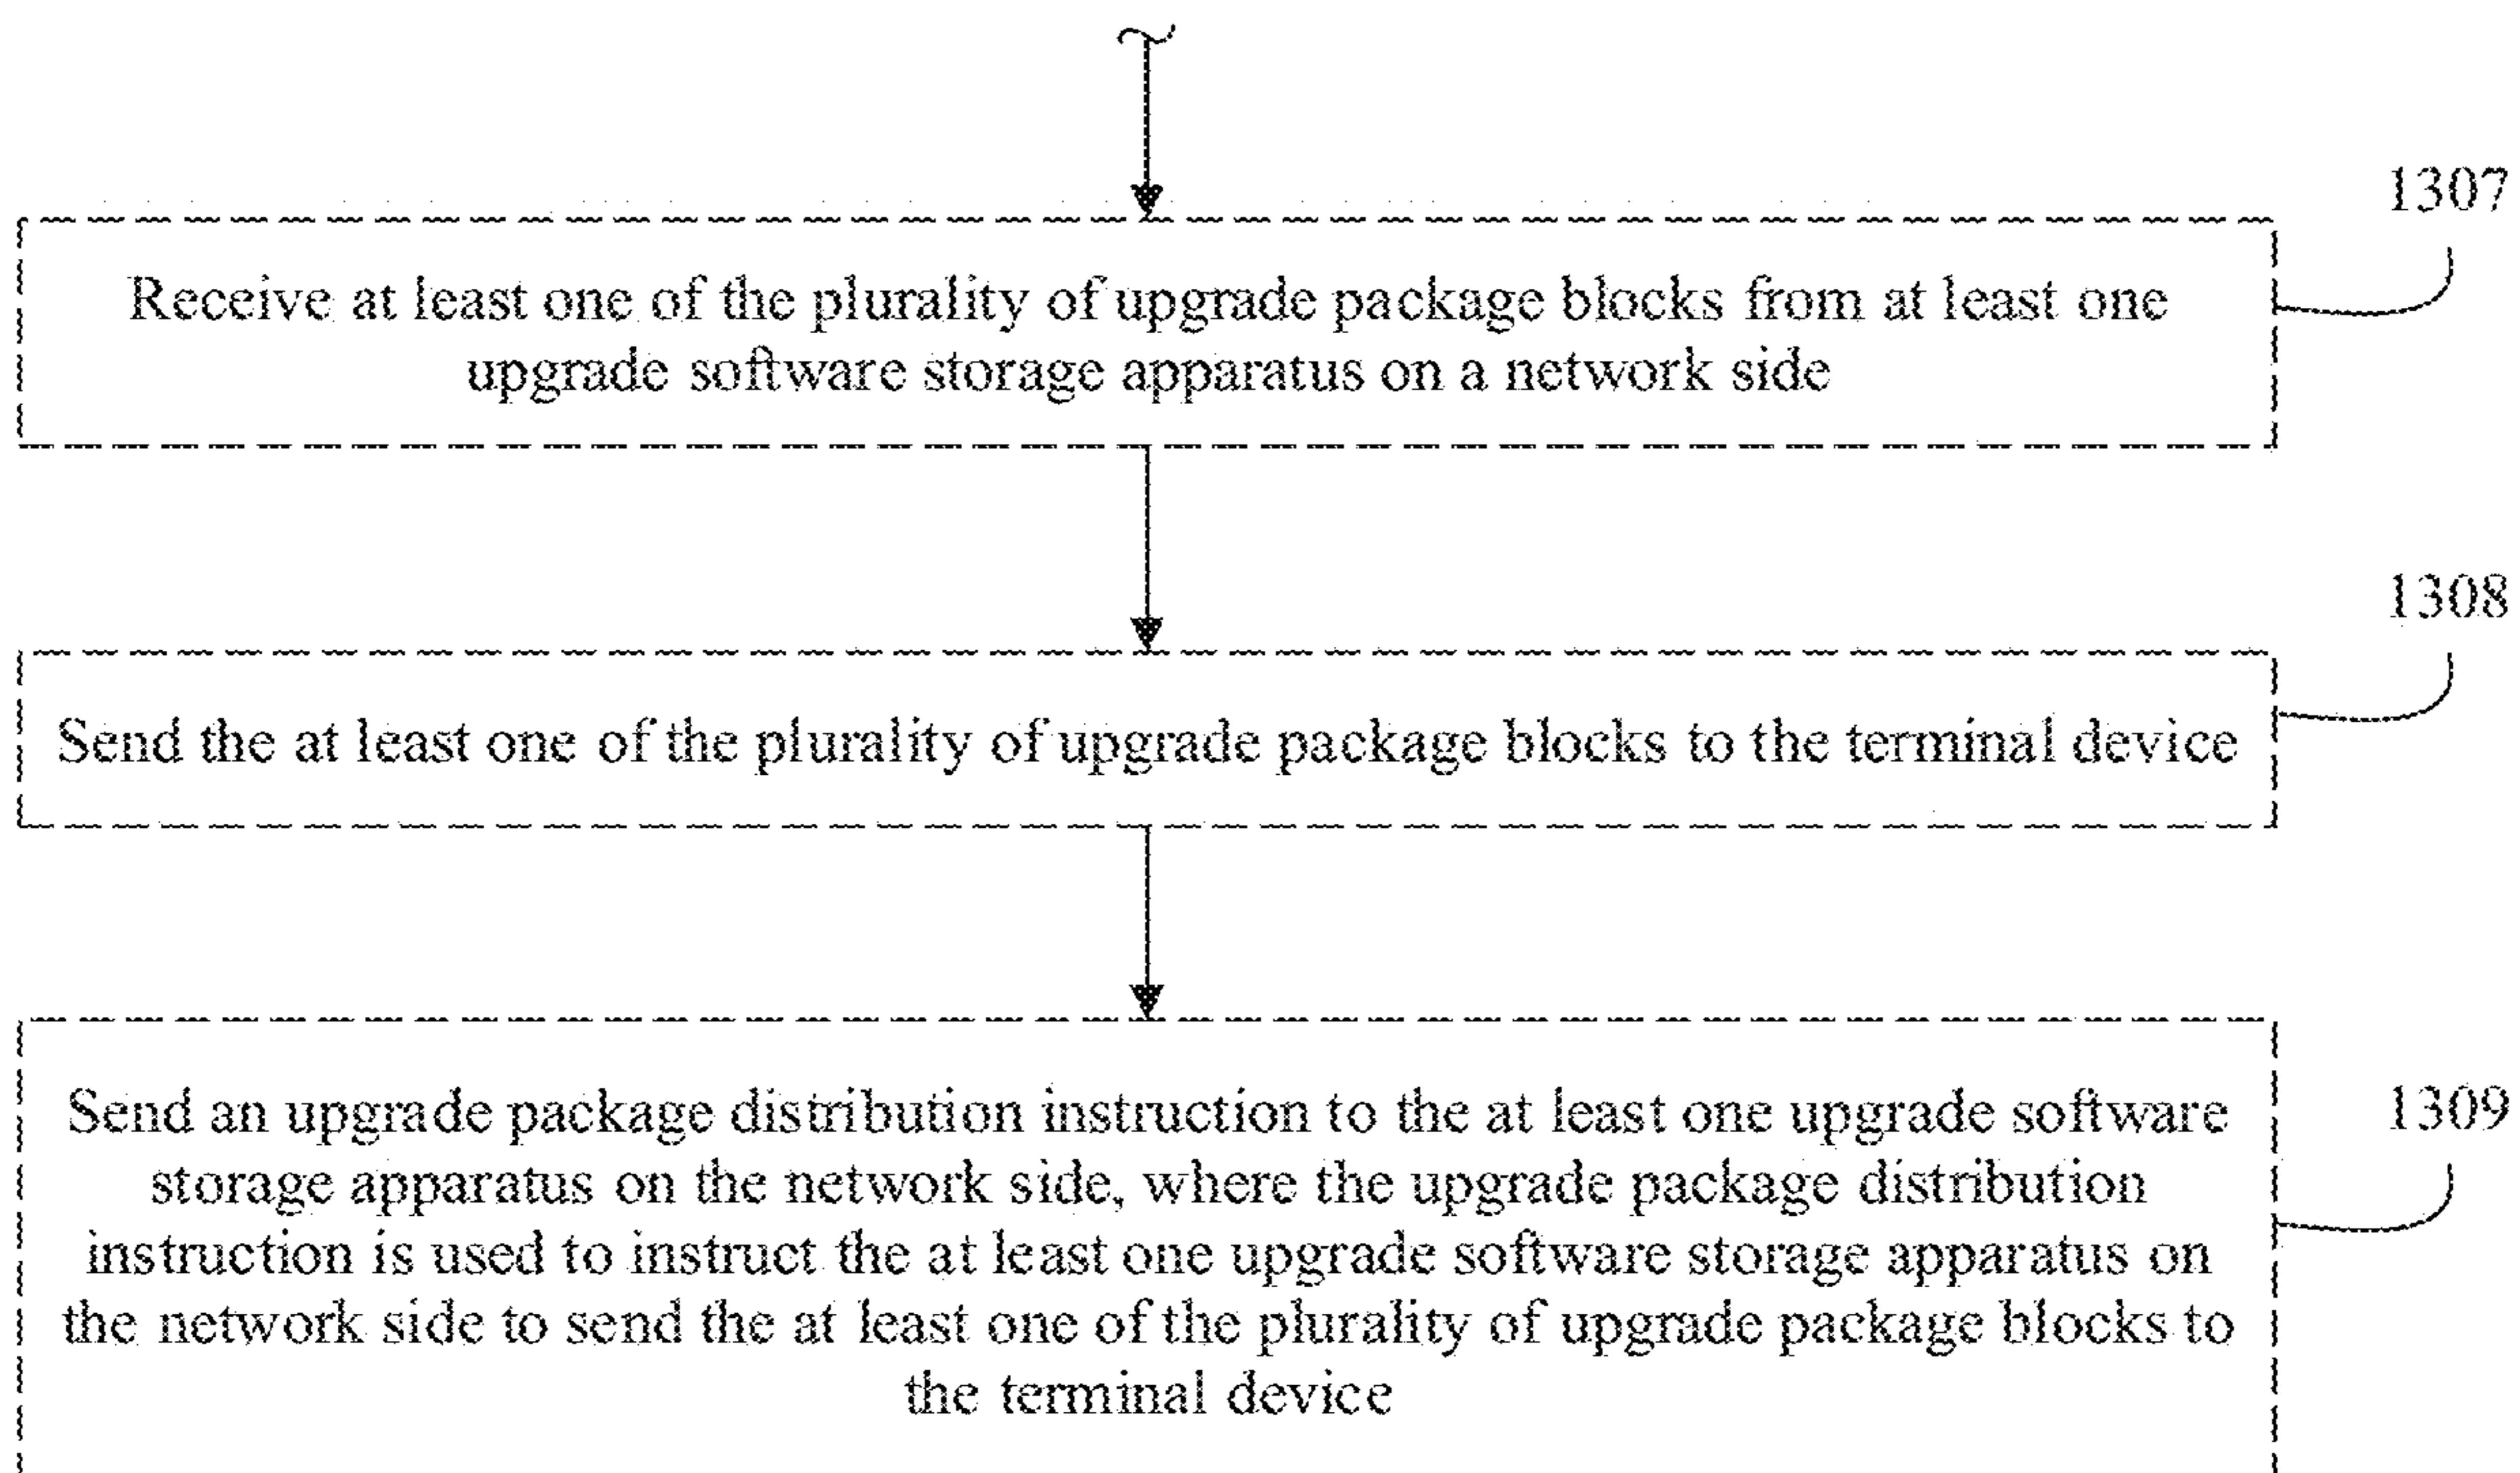 1307
Receive at least one of the plurality of upgrade package blocks from at least one
upgrade software storage apparatus on a network side
1308
Send the at least one of the plurality of upgrade package blocks to the terminal device
1309
Send an upgrade package distribution instruction to the at least one upgrade software
storage apparatus on the network side, where the upgrade package distribution
instruction is used to instruct the at least one upgrade software storage apparatus on
the network side to send the at least one of the plurality of upgrade package blocks to
the terminal device